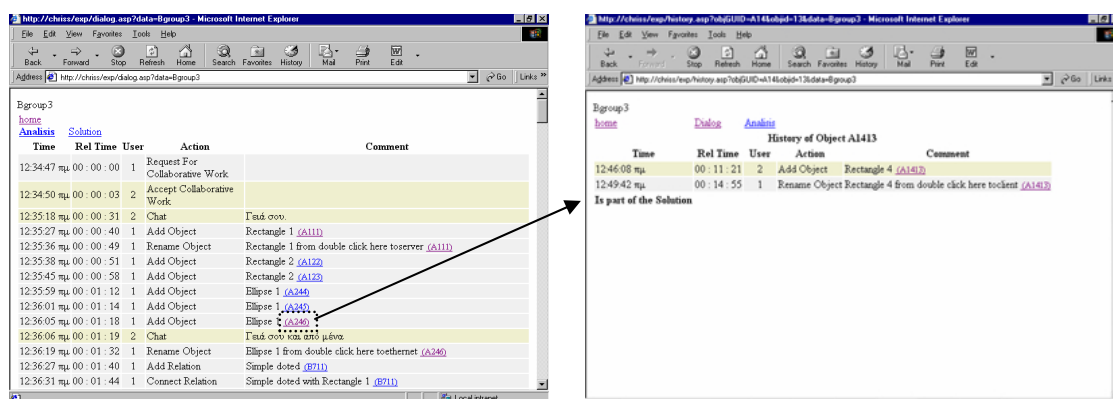 http://chriss/exp/dialog.asp?data=Bgroup3 - Microsoft Internet Explorer
File Edit View Favorites Tools Help
Back Forward Stop Refresh Home Search Favorites History Mail Print Edit
Address http://chriss/exp/dialog.asp?data=Bgroup3 Go Links »
Bgroup3
home
Analisis Solution
Time Rel Time User Action Comment
12:34:47 πμ 00 : 00 : 00 1 Request For Collaborative Work
12:34:50 πμ 00 : 00 : 03 2 Accept Collaborative Work
12:35:18 πμ 00 : 00 : 31 2 Chat Γειά σου.
12:35:27 πμ 00 : 00 : 40 1 Add Object Rectangle 1 (A111)
12:35:36 πμ 00 : 00 : 49 1 Rename Object Rectangle 1 from double click here toserver (A111)
12:35:38 πμ 00 : 00 : 51 1 Add Object Rectangle 2 (A122)
12:35:45 πμ 00 : 00 : 58 1 Add Object Rectangle 2 (A123)
12:35:59 πμ 00 : 01 : 12 1 Add Object Ellipse 1 (A244)
12:36:01 πμ 00 : 01 : 14 1 Add Object Ellipse 1 (A245)
12:36:05 πμ 00 : 01 : 18 1 Add Object Ellipse 1 (A246)
12:36:06 πμ 00 : 01 : 19 2 Chat Γειά σου και από μένα
12:36:19 πμ 00 : 01 : 32 1 Rename Object Ellipse 1 from double click here toethernet (A246)
12:36:27 πμ 00 : 01 : 40 1 Add Relation Simple doted (B711)
12:36:31 πμ 00 : 01 : 44 1 Connect Relation Simple doted with Rectangle 1 (B711)
Local intranet
http://chriss/exp/history.asp?objGUID=A14&objid=13&data=Bgroup3 - Microsoft Internet Explorer
File Edit View Favorites Tools Help
Back Forward Stop Refresh Home Search Favorites History Mail Print Edit
Address http://chriss/exp/history.asp?objGUID=A14&objid=13&data=Bgroup3 Go Links
Bgroup3
home Dialog Analisis
History of Object A1413
Time Rel Time User Action Comment
12:46:08 πμ 00 : 11 : 21 2 Add Object Rectangle 4 (A1413)
12:49:42 πμ 00 : 14 : 55 1 Rename Object Rectangle 4 from double click here toclient (A1413)
Is part of the Solution